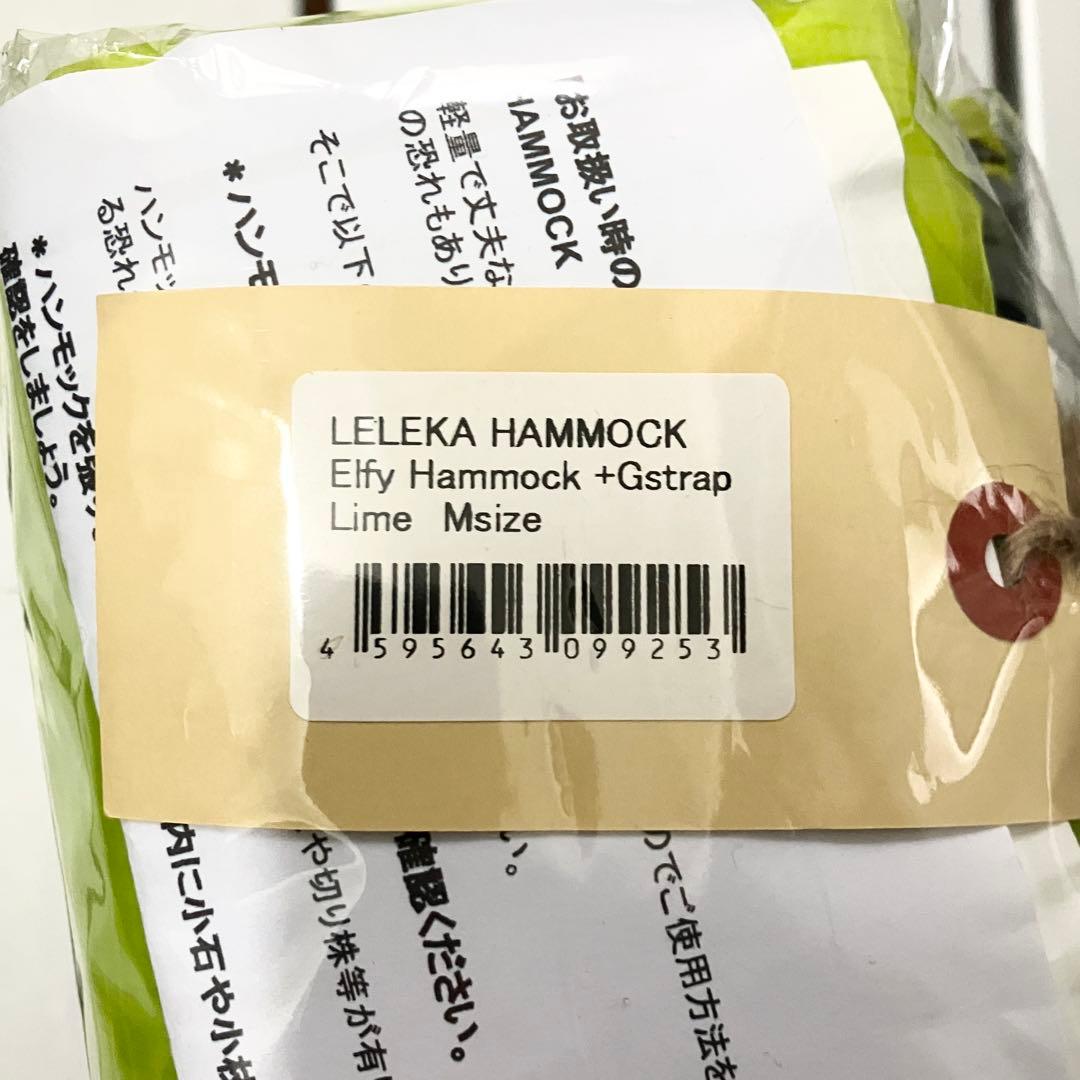 LELEKA HAMMOCK
Elfy Hammock +Gstrap
Lime Msize
4 595643 099253
お取扱い時の
HAMMOCK
軽量で丈夫な
の恐れもあり
そこで以下
*ハンモ
ハンモッ
る恐れ
*ハンモックを張
確認をしましょう。
のでご使用方法を
い。
確認ください。
や切り株等が有
内に小石や小枝